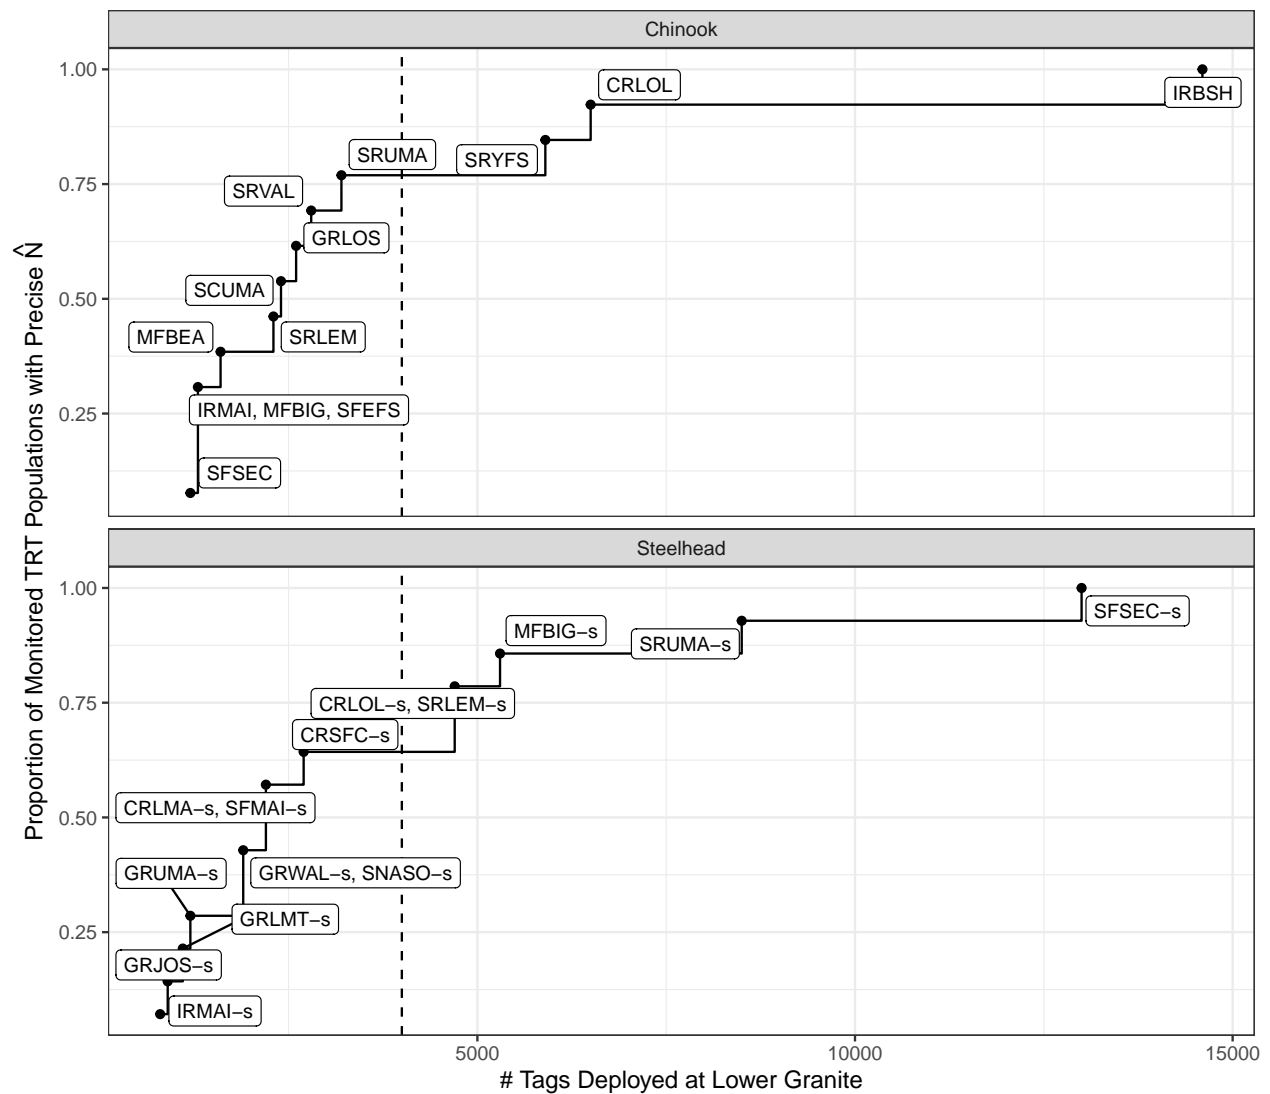 Chinook
1.00
CRLOL
IRBSH
SRUMA
SRYFS
0.75
SRVAL
GRLOS
SCUMA
0.50
MFBEA
SRLEM
IRMAI, MFBIG, SFEFS
0.25
SFSEC
Proportion of Monitored TRT Populations with Precise N̂
Steelhead
1.00
SFSEC−s
MFBIG−s
SRUMA−s
CRLOL−s, SRLEM−s
0.75
CRSFC−s
CRLMA−s, SFMAI−s
0.50
GRUMA−s
GRWAL−s, SNASO−s
GRLMT−s
0.25
GRJOS−s
IRMAI−s
5000
10000
15000
# Tags Deployed at Lower Granite